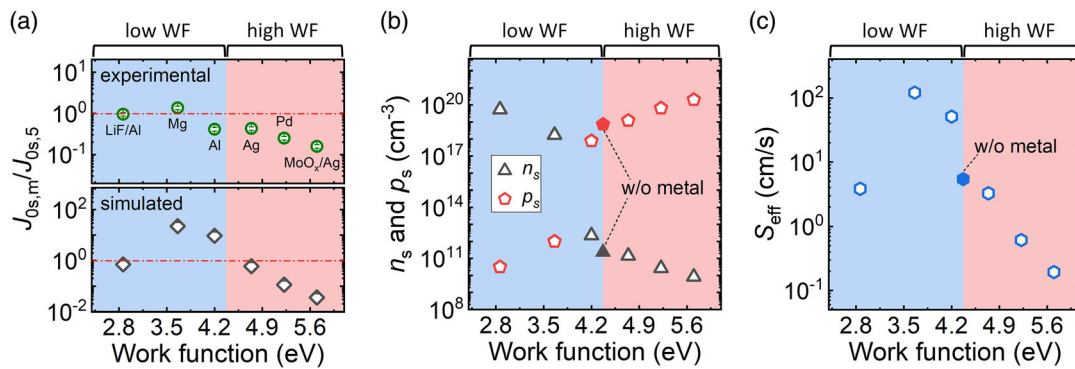 (a)
low WF
high WF
J₀ₛ,ₘ/J₀ₛ,₅
10¹
10⁰
10⁻¹
experimental
LiF/Al
Mg
Al
Ag
Pd
MoOₓ/Ag
10²
10⁰
10⁻²
simulated
2.8 3.5 4.2 4.9 5.6
Work function (eV)
(b)
low WF
high WF
nₛ and pₛ (cm⁻³)
10²⁰
10¹⁷
10¹⁴
10¹¹
10⁸
nₛ
pₛ
w/o metal
2.8 3.5 4.2 4.9 5.6
Work function (eV)
(c)
low WF
high WF
S_eff (cm/s)
10²
10¹
10⁰
10⁻¹
w/o metal
2.8 3.5 4.2 4.9 5.6
Work function (eV)